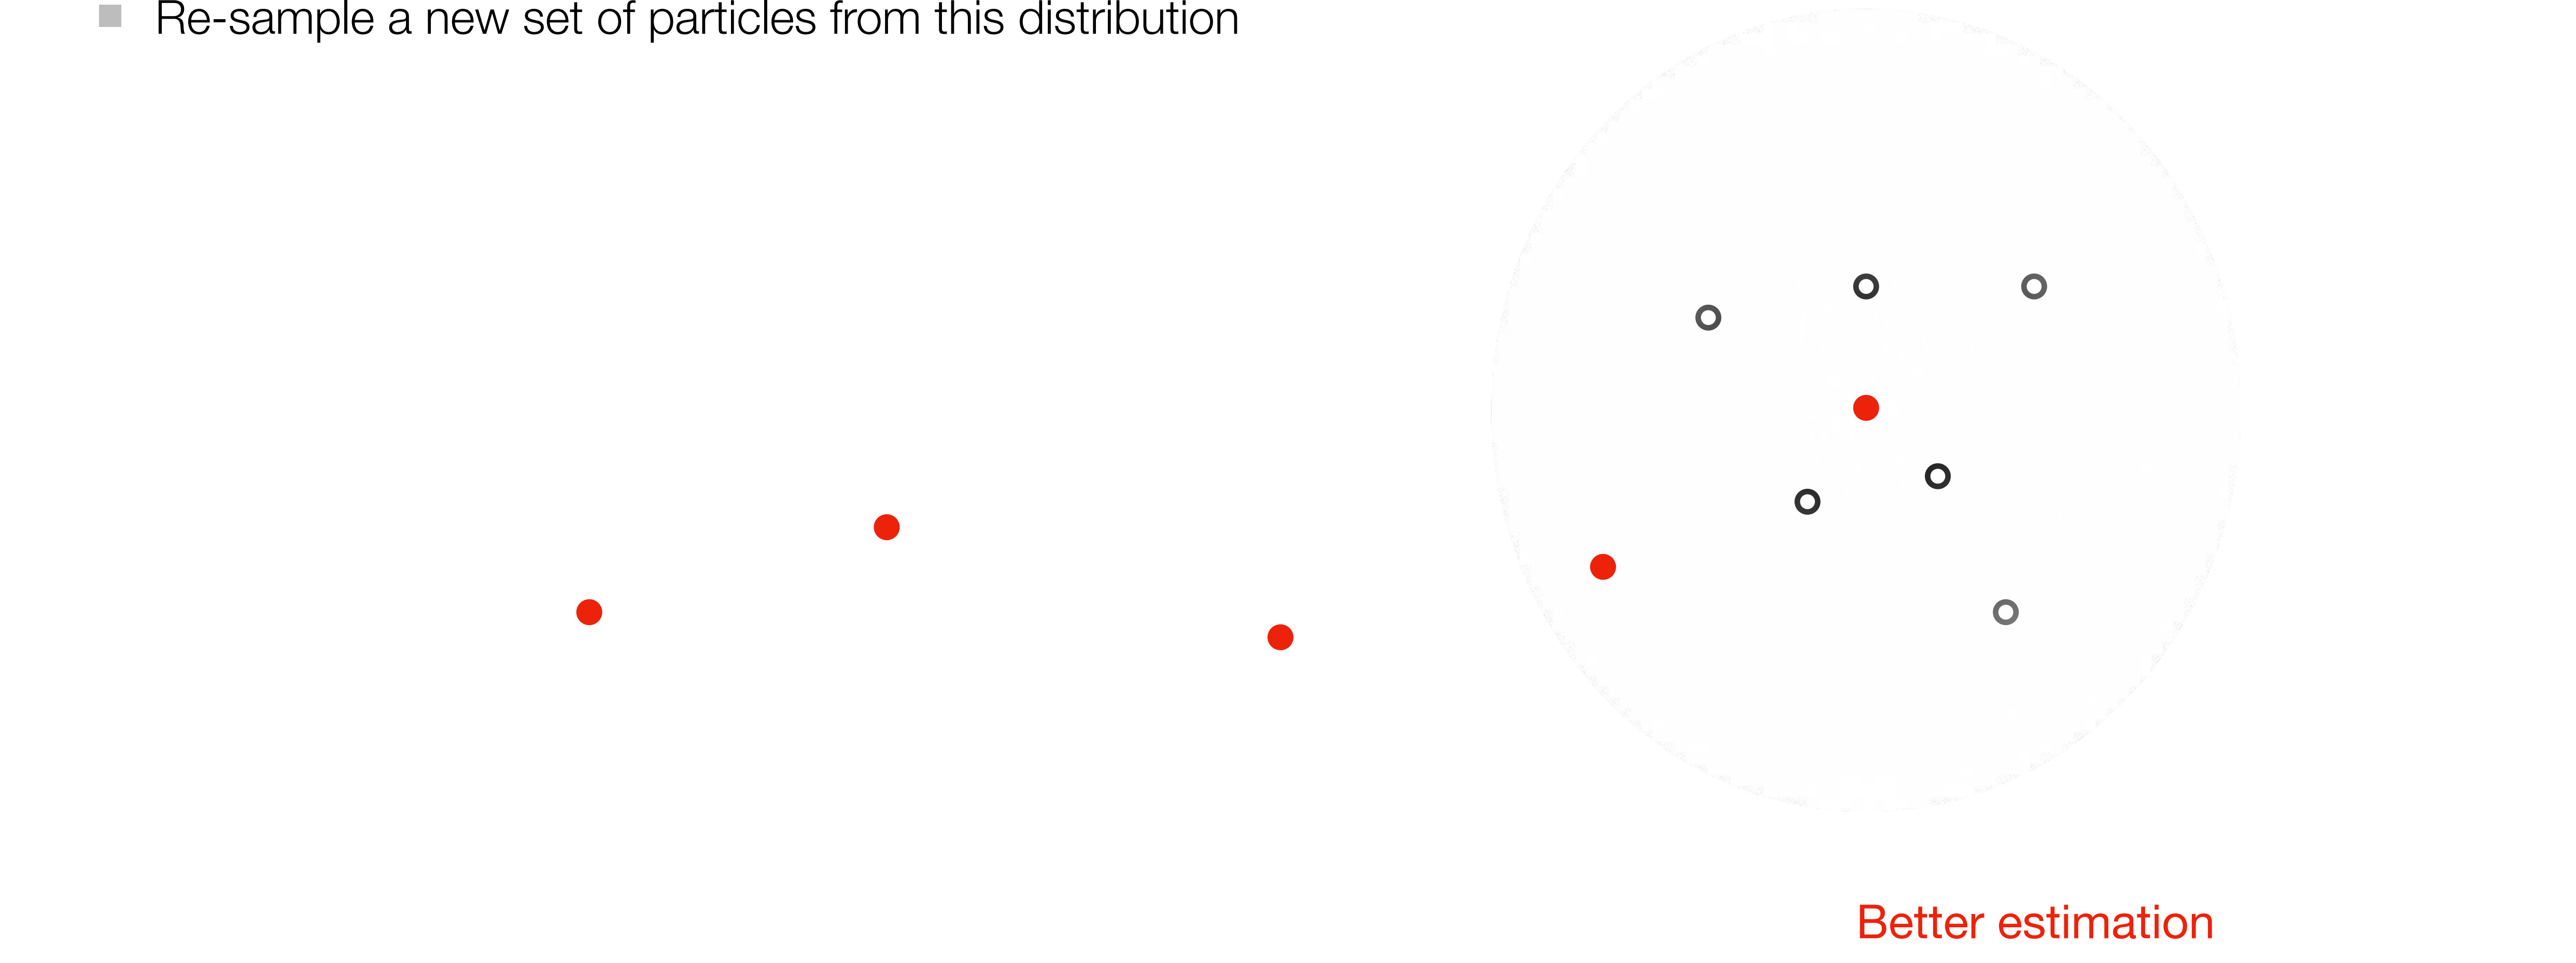 Re-sample a new set of particles from this distribution
Better estimation